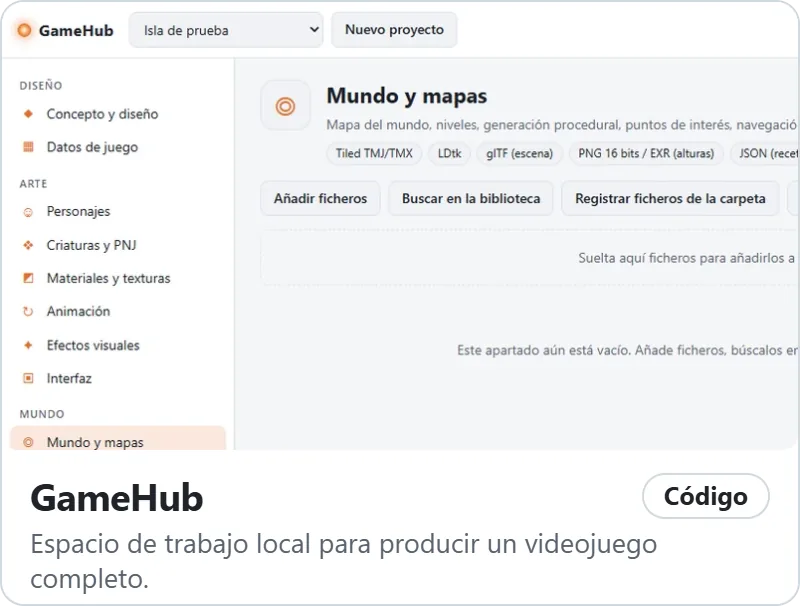 GameHub
Isla de prueba
Nuevo proyecto
DISEÑO
Concepto y diseño
Datos de juego
ARTE
Personajes
Criaturas y PNJ
Materiales y texturas
Animación
Efectos visuales
Interfaz
MUNDO
Mundo y mapas
Mundo y mapas
Mapa del mundo, niveles, generación procedural, puntos de interés, navegació
Tiled TMJ/TMX LDtk glTF (escena) PNG 16 bits / EXR (alturas) JSON (recet
Añadir ficheros Buscar en la biblioteca Registrar ficheros de la carpeta
Suelta aquí ficheros para añadirlos a
Este apartado aún está vacío. Añade ficheros, búscalos en
GameHub
Código
Espacio de trabajo local para producir un videojuego
completo.